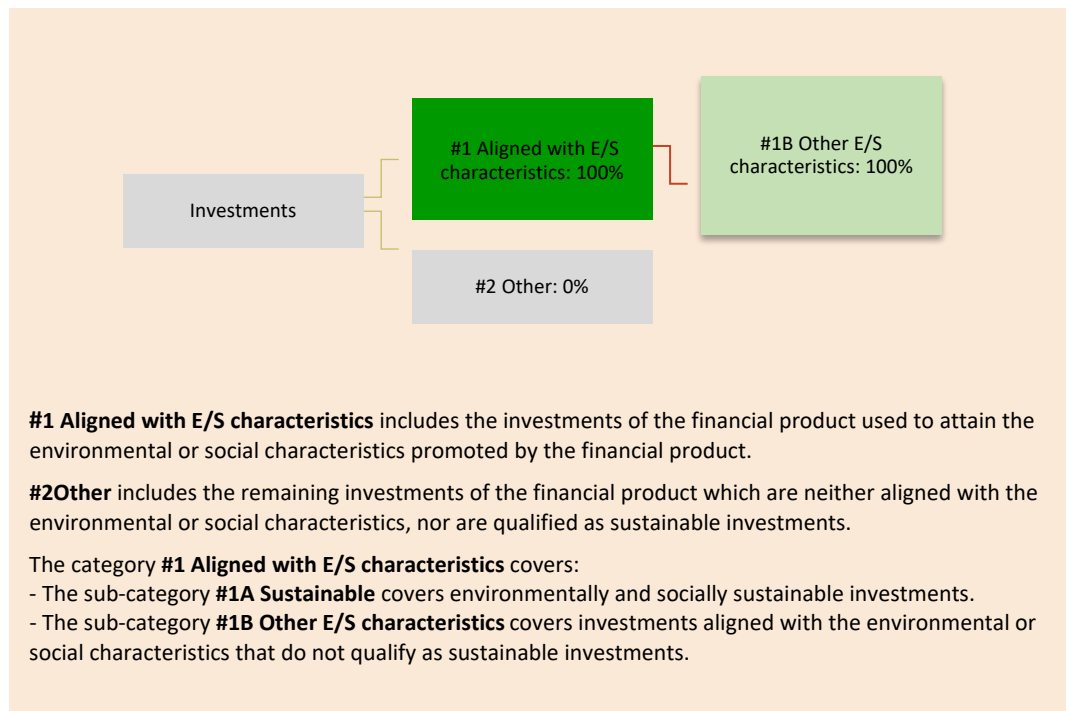 #1 Aligned with E/S
characteristics: 100%
#1B Other E/S
characteristics: 100%
Investments
#2 Other: 0%
#1 Aligned with E/S characteristics includes the investments of the financial product used to attain the
environmental or social characteristics promoted by the financial product.
#2Other includes the remaining investments of the financial product which are neither aligned with the
environmental or social characteristics, nor are qualified as sustainable investments.
The category #1 Aligned with E/S characteristics covers:
- The sub-category #1A Sustainable covers environmentally and socially sustainable investments.
- The sub-category #1B Other E/S characteristics covers investments aligned with the environmental or
social characteristics that do not qualify as sustainable investments.